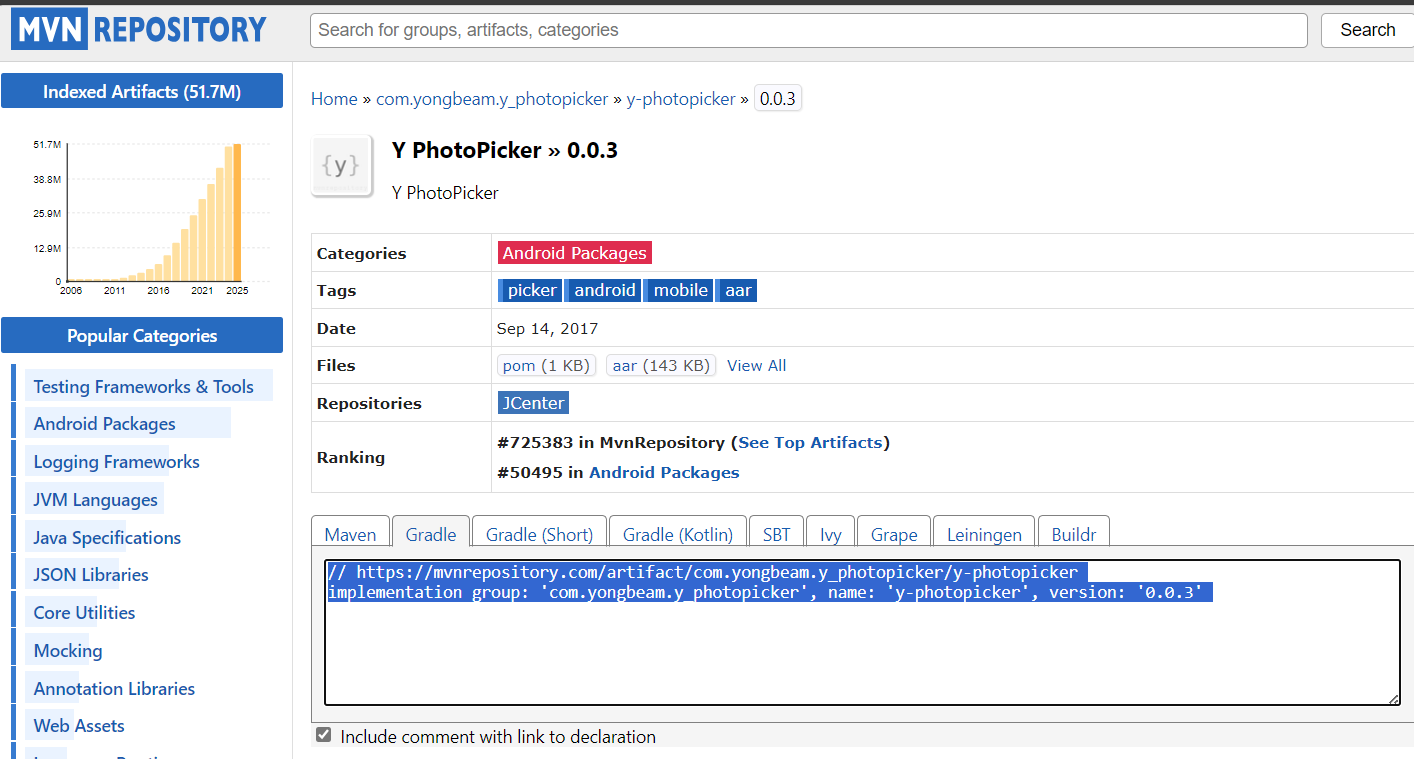 MVN REPOSITORY
Search for groups, artifacts, categories
Search
Indexed Artifacts (51.7M)
51.7M
38.8M
25.9M
12.9M
0
2006 2011 2016 2021 2025
Popular Categories
Testing Frameworks & Tools
Android Packages
Logging Frameworks
JVM Languages
Java Specifications
JSON Libraries
Core Utilities
Mocking
Annotation Libraries
Web Assets
Home » com.yongbeam.y_photopicker » y-photopicker » 0.0.3
{y}
Y PhotoPicker » 0.0.3
Y PhotoPicker
Categories Android Packages
Tags picker android mobile aar
Date Sep 14, 2017
Files pom (1 KB) aar (143 KB) View All
Repositories JCenter
Ranking
#725383 in MvnRepository (See Top Artifacts)
#50495 in Android Packages
Maven Gradle Gradle (Short) Gradle (Kotlin) SBT Ivy Grape Leiningen Buildr
// https://mvnrepository.com/artifact/com.yongbeam.y_photopicker/y-photopicker
implementation group: 'com.yongbeam.y_photopicker', name: 'y-photopicker', version: '0.0.3'
Include comment with link to declaration